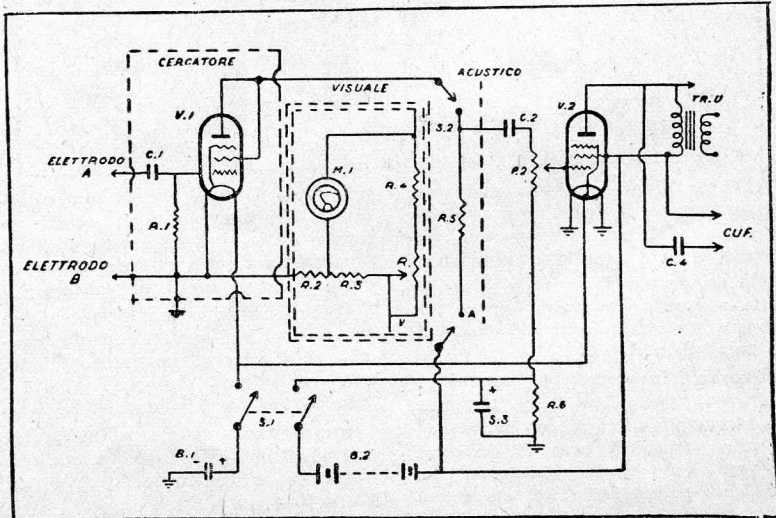 CERCATORE
VISUALE
ACUSTICO
V.1
V.2
TR.U
ELETTRODO
A
C.1
S.2
C.2
M.1
R.4
P.2
R.1
R.5
CUF.
C.4
ELETTRODO
B
R.2
R.3
R.
V
A
S.1
+
S.3
R.6
B.1
-
+
B.2